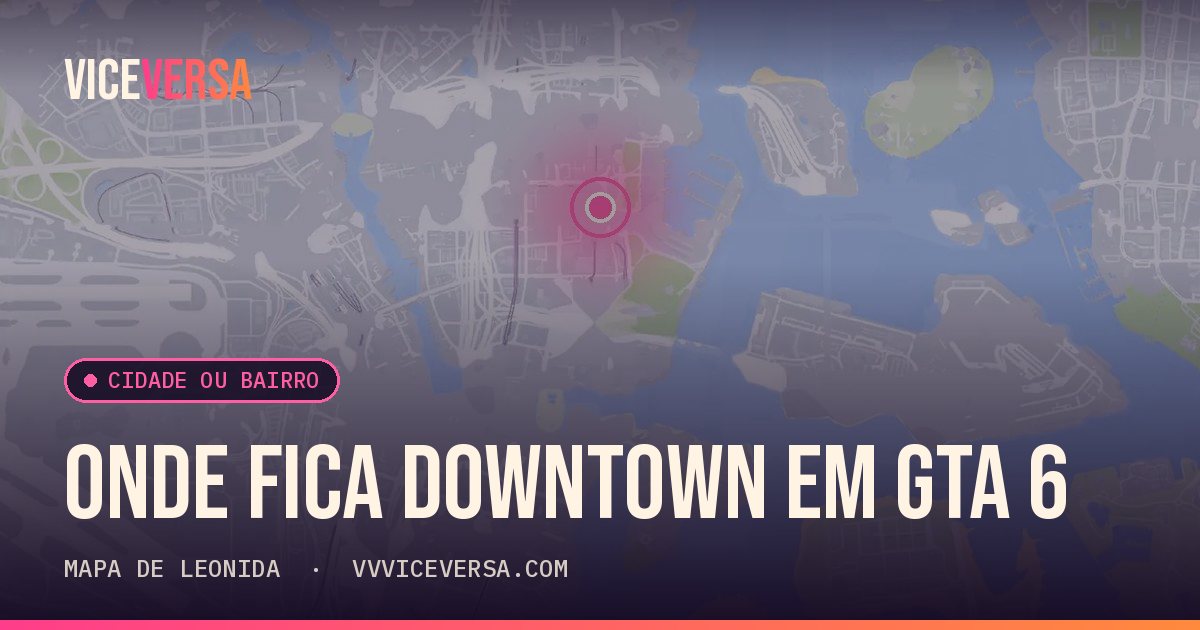 VICEVERSA
CIDADE OU BAIRRO
ONDE FICA DOWNTOWN EM GTA 6
MAPA DE LEONIDA · VVVICEVERSA.COM